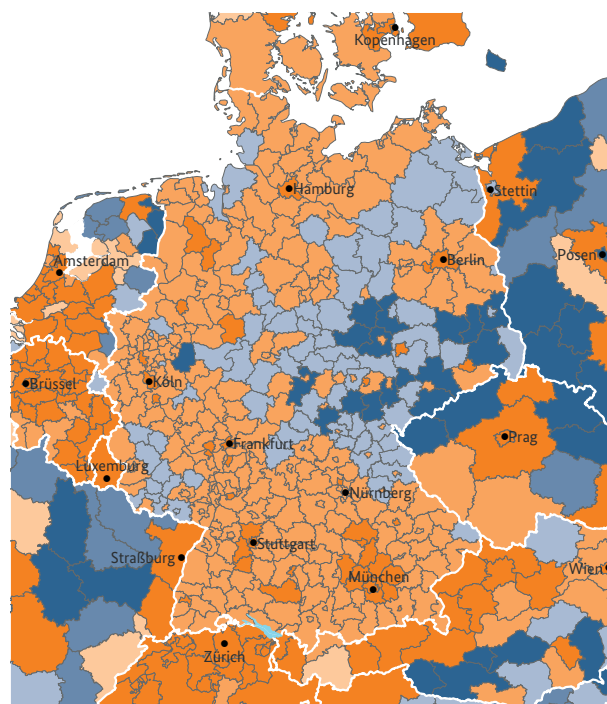 Kopenhagen
Hamburg
Stettin
Amsterdam
Berlin
Posen
Brüssel
Köln
Prag
Frankfurt
Luxemburg
Nürnberg
Straßburg
Stuttgart
München
Wien
Zürich